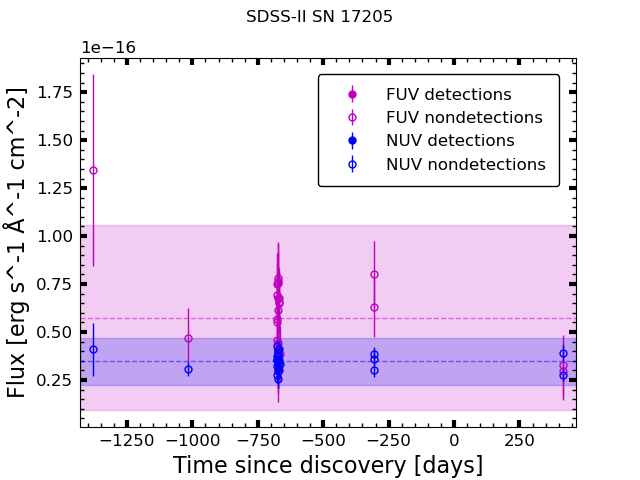 SDSS-II SN 17205
1e−16
1.75
1.50
1.25
1.00
0.75
0.50
0.25
Flux [erg s^-1 Å^-1 cm^-2]
FUV detections
FUV nondetections
NUV detections
NUV nondetections
−1250 −1000 −750 −500 −250 0 250
Time since discovery [days]